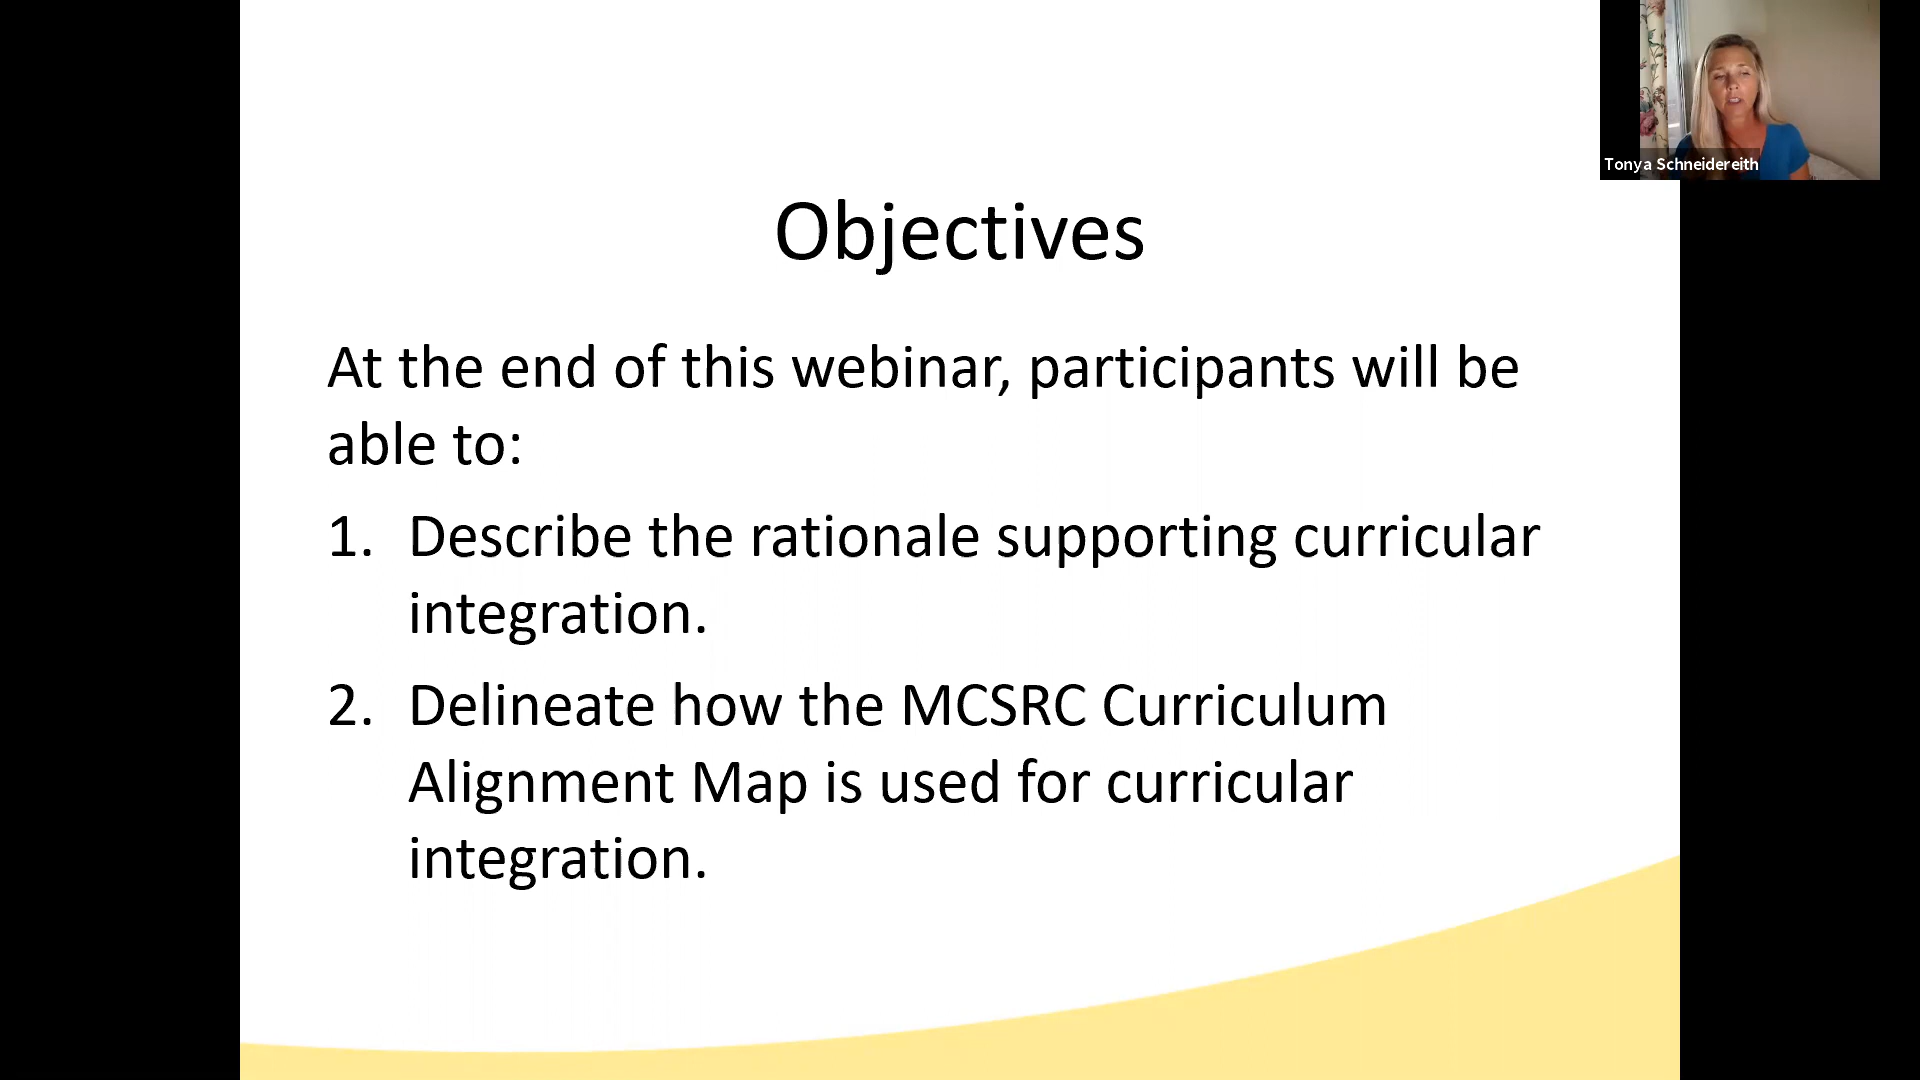 Tonya Schneidereith
Objectives
At the end of this webinar, participants will be
able to:
1. Describe the rationale supporting curricular
integration.
2. Delineate how the MCSRC Curriculum
Alignment Map is used for curricular
integration.